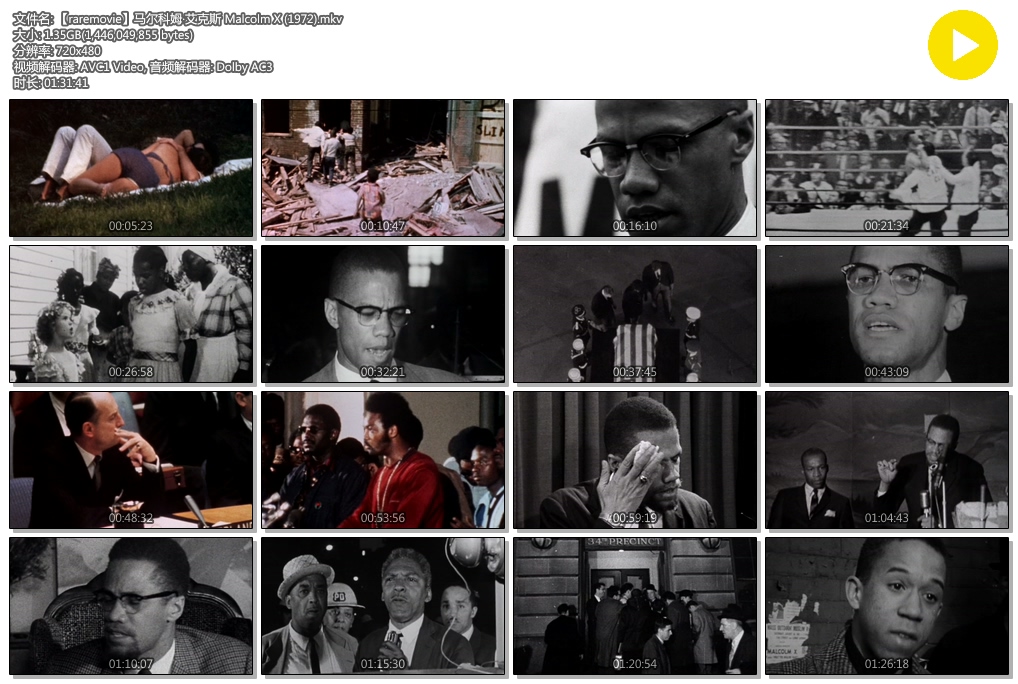 文件名: 【raremovie】马尔科姆·艾克斯 Malcolm X (1972).mkv
大小: 1.35GB(1,446,049,855 bytes)
分辨率: 720x480
视频解码器: AVC1 Video, 音频解码器: Dolby AC3
时长: 01:31:41
00:05:23
00:10:47
00:16:10
00:21:34
00:26:58
00:32:21
00:37:45
00:43:09
00:48:32
00:53:56
00:59:19
01:04:43
01:10:07
PD
01:15:30
34TH PRECINCT
01:20:54
MALCOLM X
01:26:18